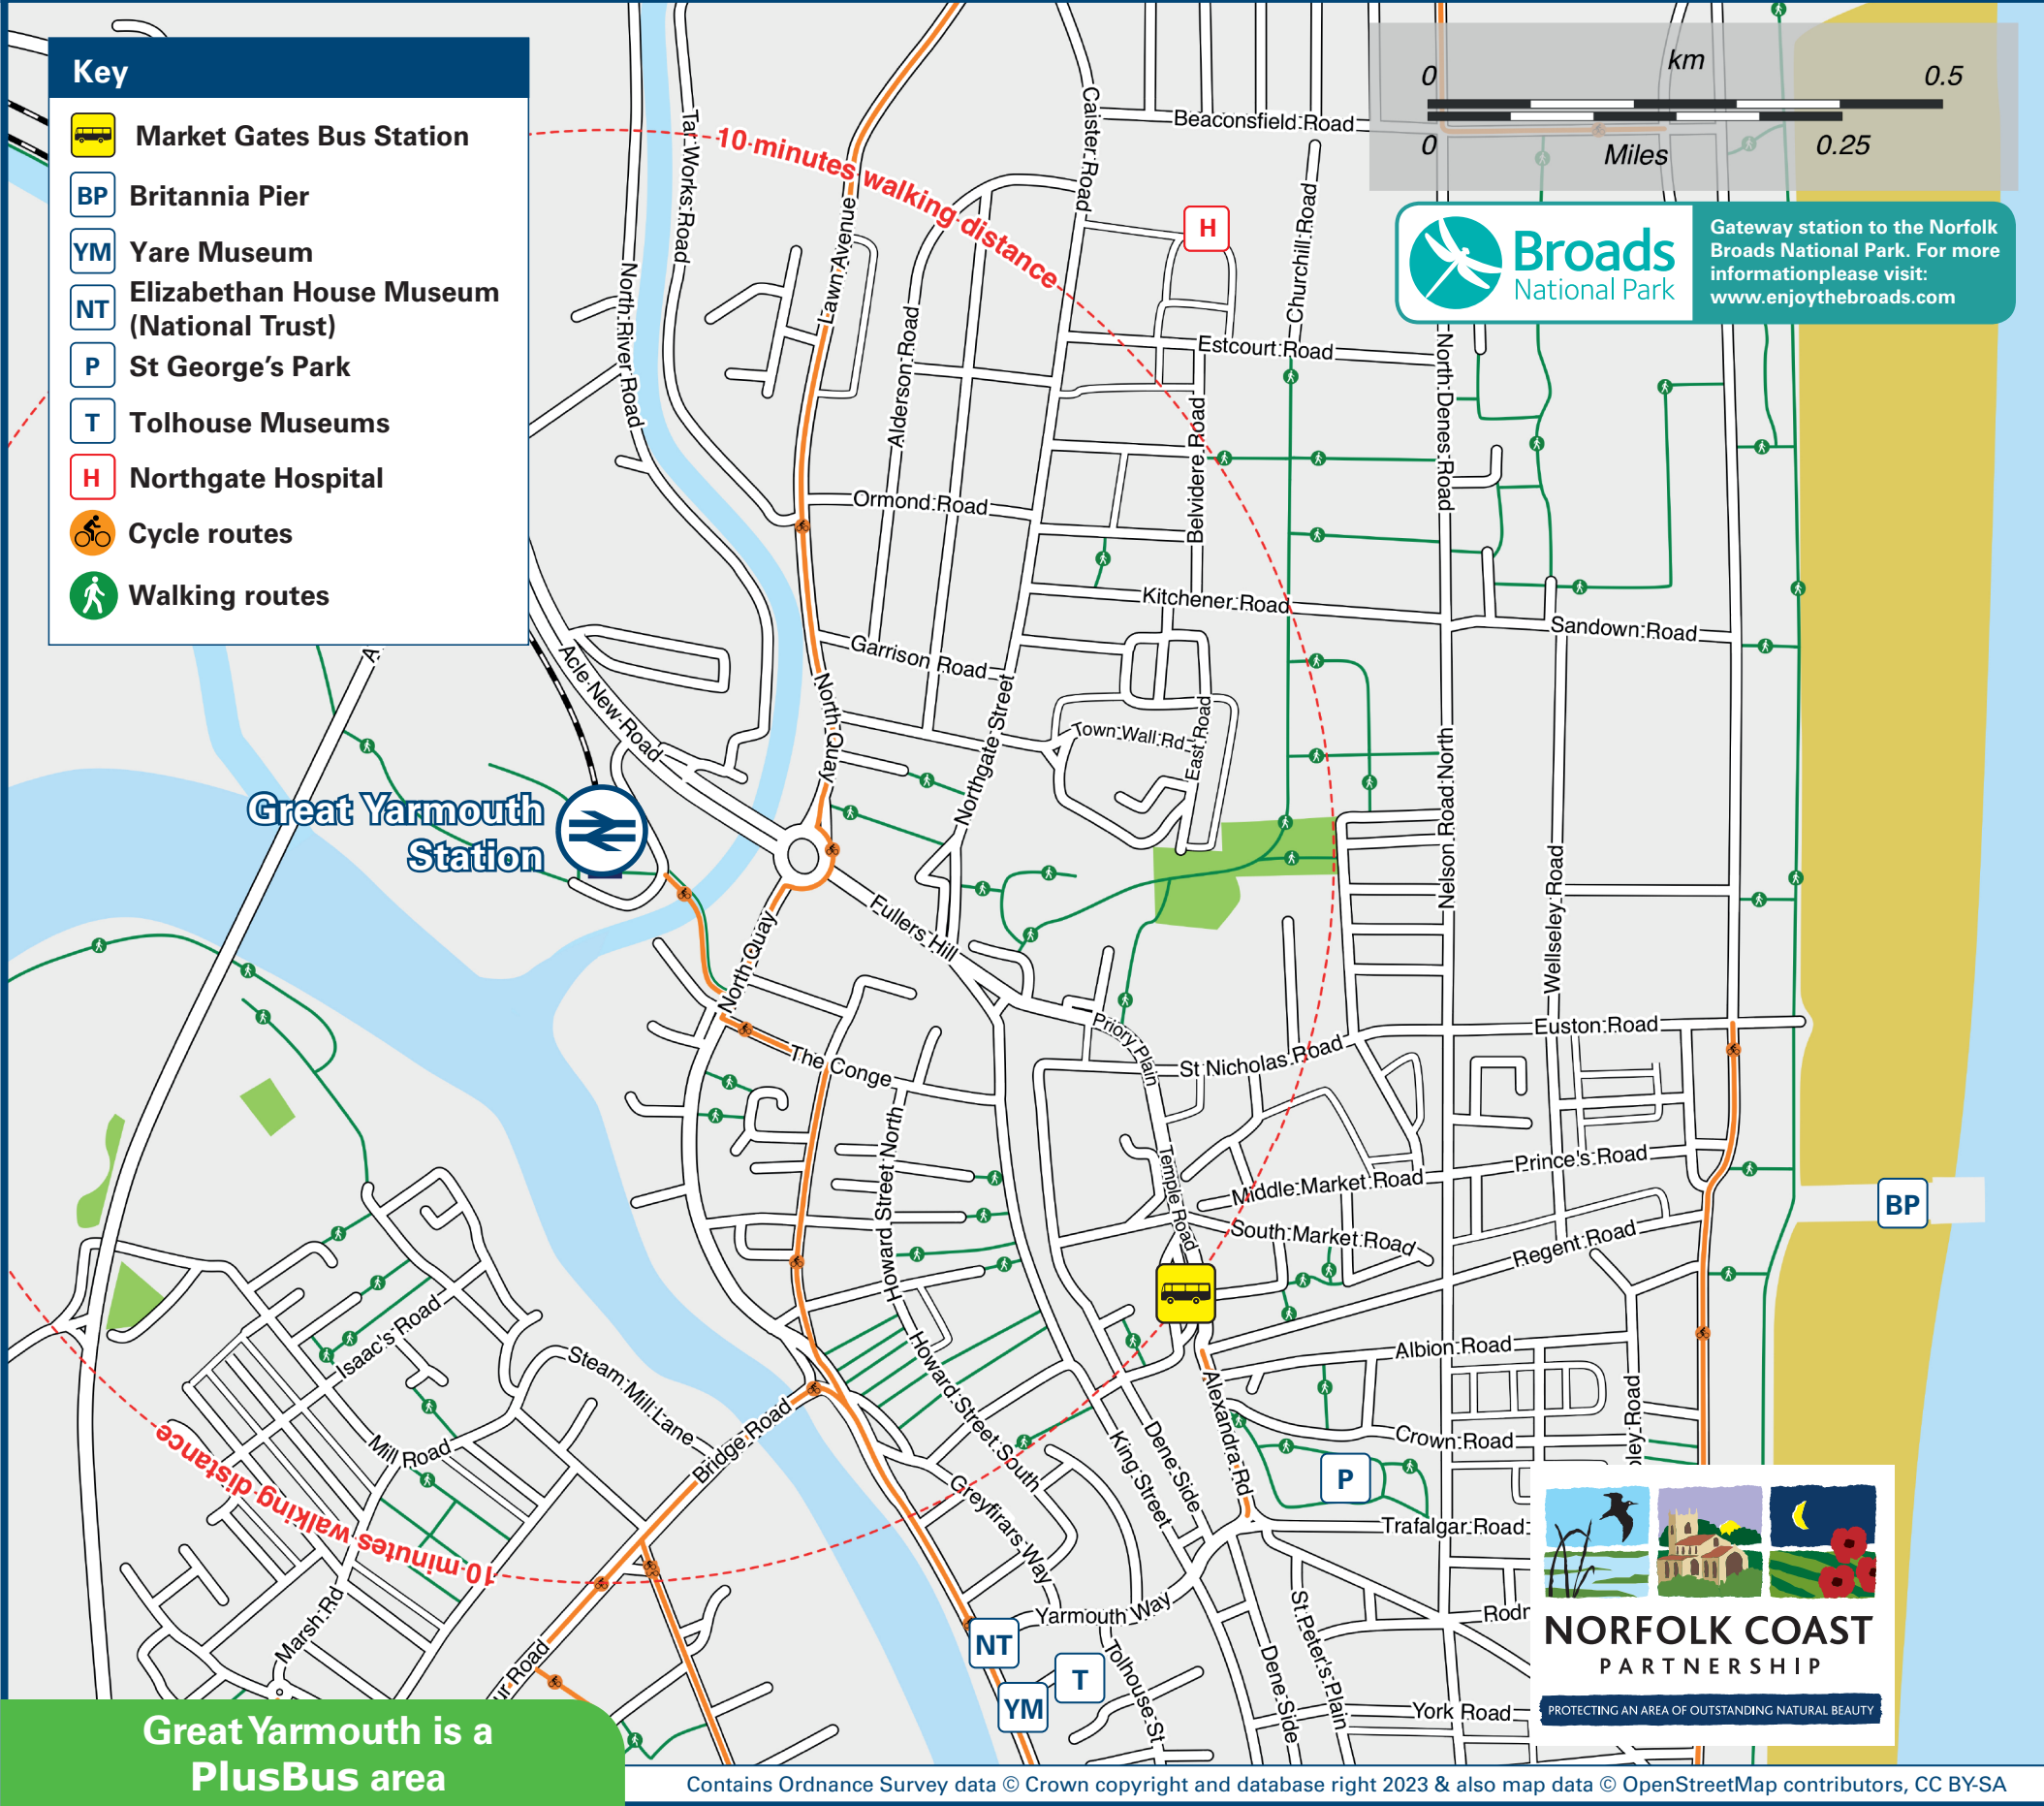 Key
Market Gates Bus Station
BP Britannia Pier
YM Yare Museum
NT Elizabethan House Museum
(National Trust)
P St George's Park
T Tolhouse Museums
H Northgate Hospital
Cycle routes
Walking routes
km
0 0.5
0 0.25
Miles
Broads
National Park
Gateway station to the Norfolk
Broads National Park. For more
informationplease visit:
www.enjoythebroads.com
10 minutes walking distance
Tar Works Road
North River Road
Lawn Avenue
Caister Road
Beaconsfield Road
H
Churchill Road
Estcourt Road
Alderson Road
Belvidere Road
North Denes Road
Ormond Road
Kitchener Road
Sandown Road
Garrison Road
Acle New Road
A
North Quay
Northgate Street
Town Wall Rd
East Road
Nelson Road North
Wellseley Road
Great Yarmouth
Station
Fullers Hill
North Quay
Priory Plain
Euston Road
St Nicholas Road
The Conge
Howard Street North
Temple Road
Middle Market Road
Prince's Road
South Market Road
Regent Road
BP
Albion Road
Isaac's Road
Steam Mill Lane
Mill Road
Bridge Road
Howard Street South
Alexandra Rd
Dene Side
King Street
Crown Road
P
pley Road
Trafalgar Road
10 minutes walking distance
Greyfriars Way
Yarmouth Way
Marsh Rd
ur Road
NT
T
YM
Tolhouse St
Dene Side
St Peter's Plain
Rodn
York Road
NORFOLK COAST
PARTNERSHIP
PROTECTING AN AREA OF OUTSTANDING NATURAL BEAUTY
Great Yarmouth is a
PlusBus area
Contains Ordnance Survey data © Crown copyright and database right 2023 & also map data © OpenStreetMap contributors, CC BY-SA